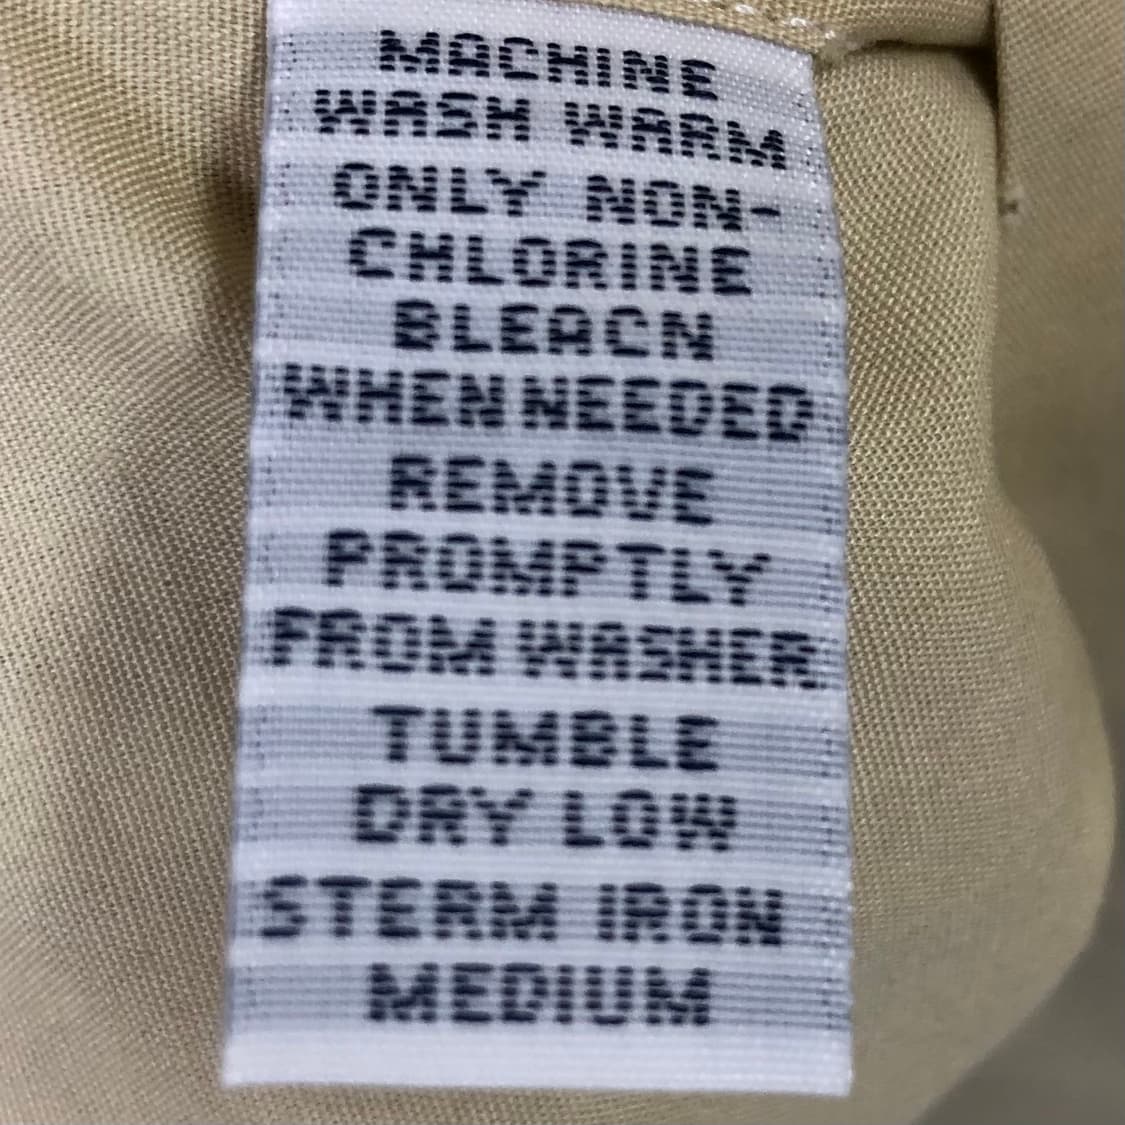 MACHINE
WASH WARM
ONLY NON-
CHLORINE
BLEACN
WHEN NEEDED
REMOVE
PROMPTLY
FROM WASHER
TUMBLE
DRY LOW
STERM IRON
MEDIUM